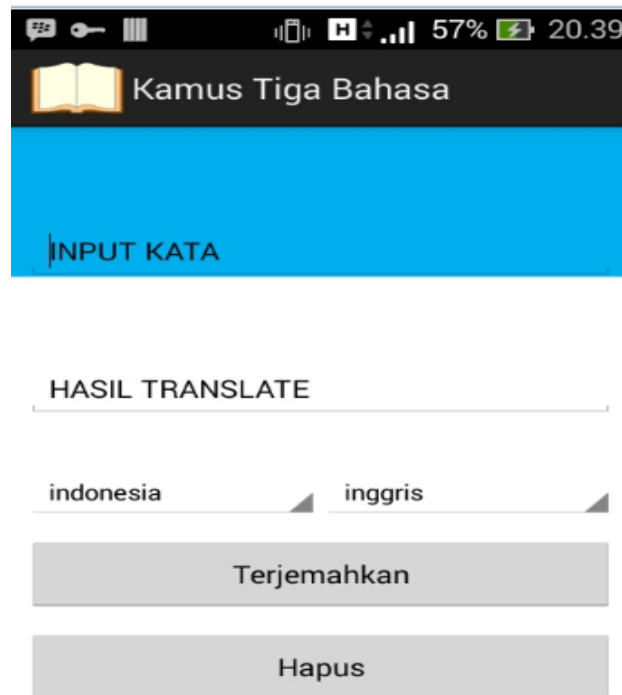 H 57% 20.39
Kamus Tiga Bahasa
INPUT KATA
HASIL TRANSLATE
indonesia inggris
Terjemahkan
Hapus